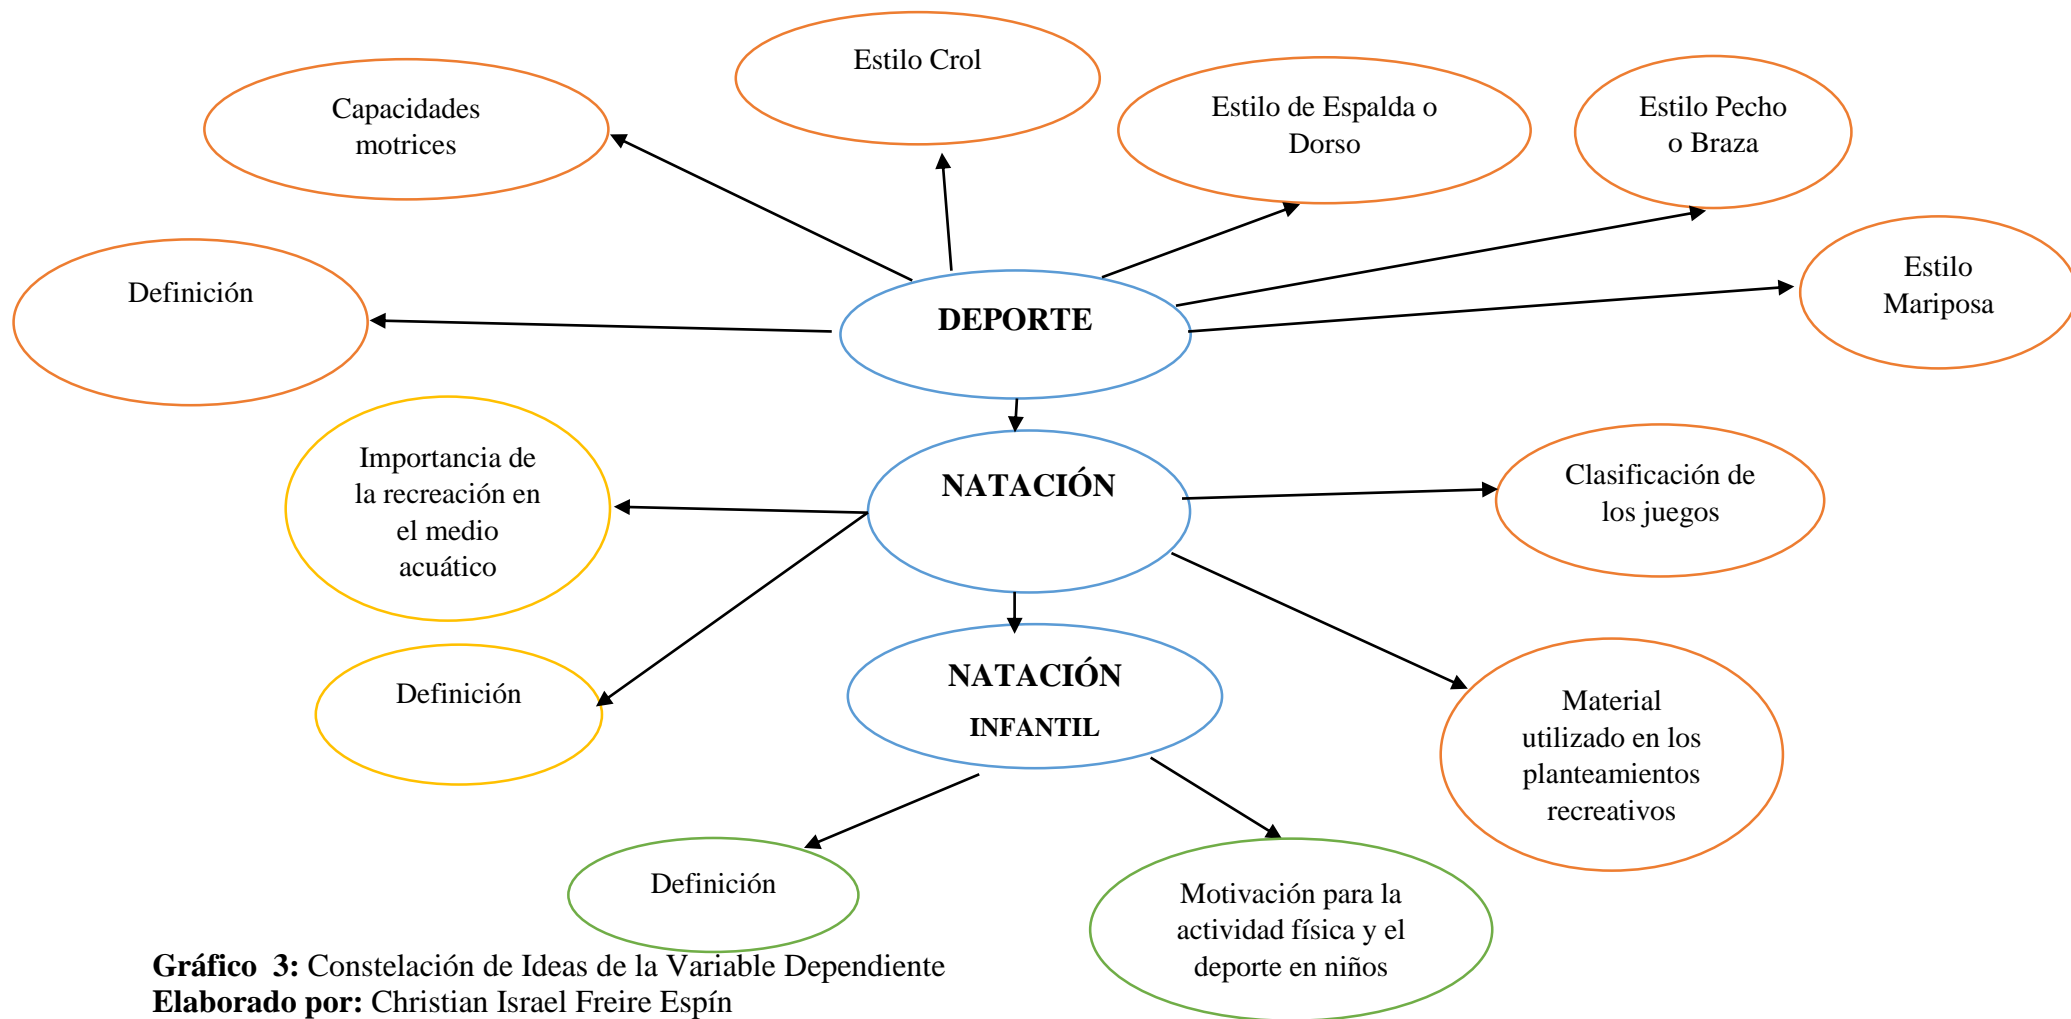 Estilo Crol
Capacidades
motrices
Estilo de Espalda o
Dorso
Estilo Pecho
o Braza
Definición
Estilo
Mariposa
DEPORTE
Importancia de
la recreación en
el medio
acuático
NATACIÓN
Clasificación de
los juegos
Definición
NATACIÓN
INFANTIL
Material
utilizado en los
planteamientos
recreativos
Definición
Motivación para la
actividad física y el
deporte en niños
Gráfico  3: Constelación de Ideas de la Variable Dependiente
Elaborado por: Christian Israel Freire Espín